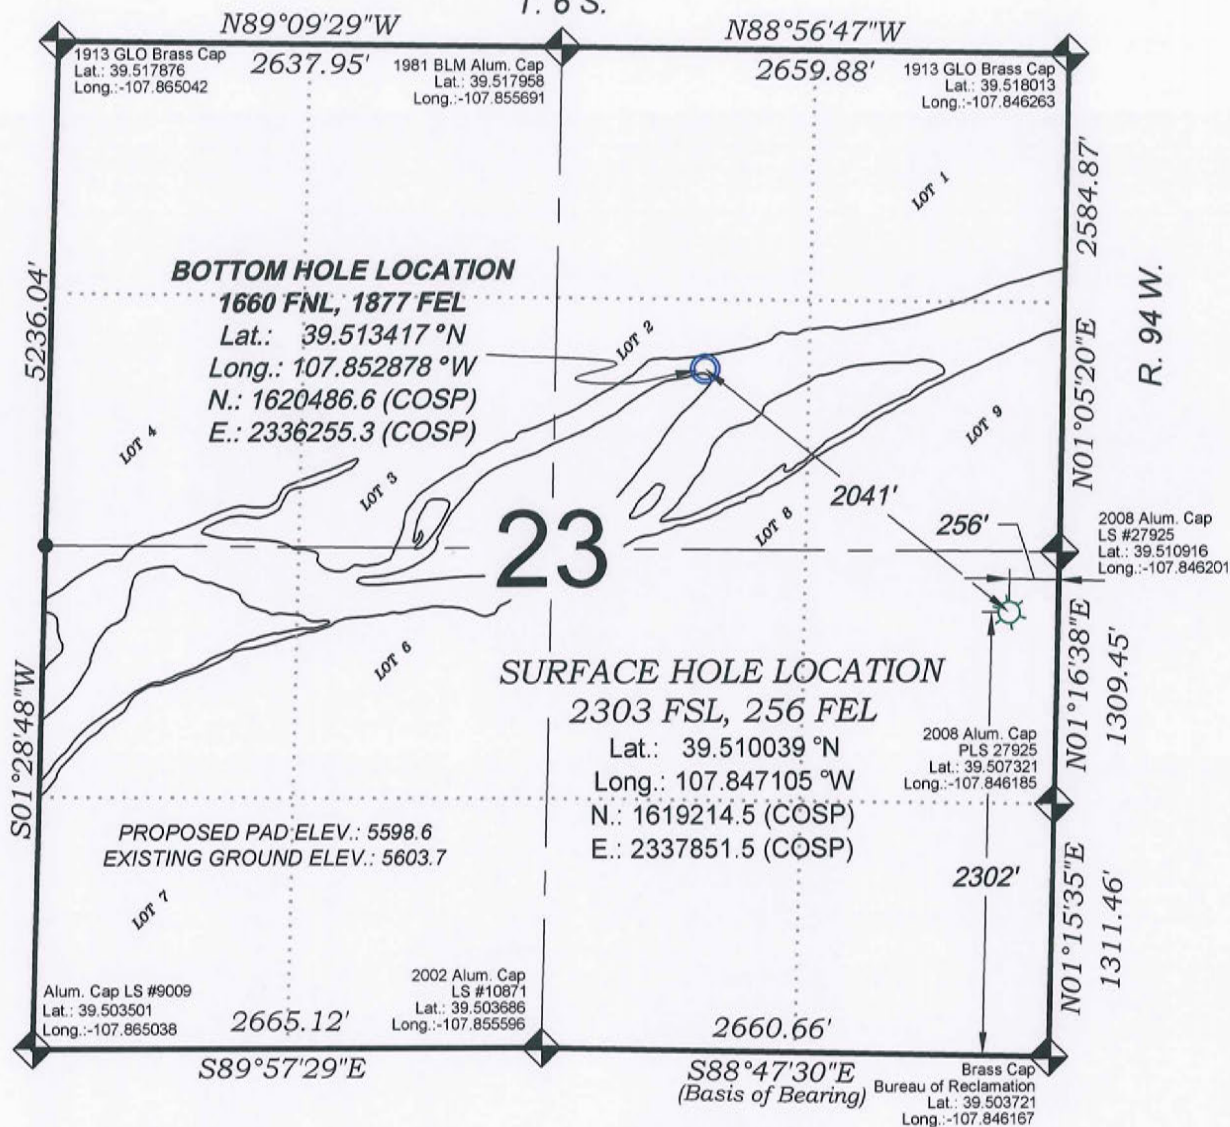 T. 6 S.
N89°09'29"W
N88°56'47"W
1913 GLO Brass Cap
Lat.: 39.517876
Long.:-107.865042
2637.95'
1981 BLM Alum. Cap
Lat.: 39.517958
Long.:-107.855691
2659.88'
1913 GLO Brass Cap
Lat.: 39.518013
Long.:-107.846263
LOT 1
2584.87'
R. 94 W.
5236.04'
BOTTOM HOLE LOCATION
1660 FNL, 1877 FEL
Lat.: 39.513417 °N
Long.: 107.852878 °W
N.: 1620486.6 (COSP)
E.: 2336255.3 (COSP)
LOT 2
N01°05'20"E
LOT 4
LOT 3
LOT 9
2041'
LOT 8
23
256'
2008 Alum. Cap
LS #27925
Lat.: 39.510916
Long.:-107.846201
LOT 6
SURFACE HOLE LOCATION
2303 FSL, 256 FEL
Lat.: 39.510039 °N
Long.: 107.847105 °W
N.: 1619214.5 (COSP)
E.: 2337851.5 (COSP)
N01°16'38"E
1309.45'
2008 Alum. Cap
PLS 27925
Lat.: 39.507321
Long.:-107.846185
S01°28'48"W
PROPOSED PAD ELEV.: 5598.6
EXISTING GROUND ELEV.: 5603.7
2302'
LOT 7
N01°15'35"E
1311.46'
Alum. Cap LS #9009
Lat.: 39.503501
Long.:-107.865038
2665.12'
2002 Alum. Cap
LS #10871
Lat.: 39.503686
Long.:-107.855596
2660.66'
S89°57'29"E
S88°47'30"E
(Basis of Bearing)
Brass Cap
Bureau of Reclamation
Lat.: 39.503721
Long.:-107.846167